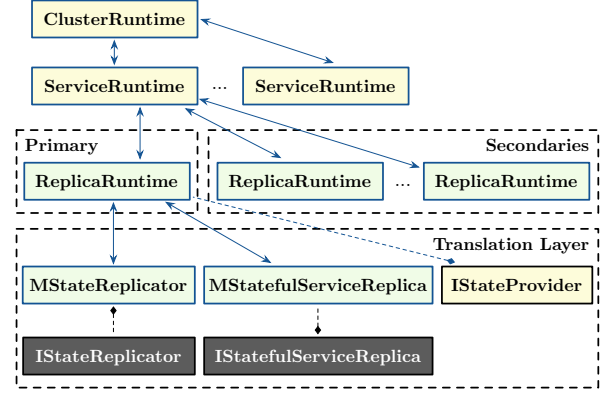 ClusterRuntime
ServiceRuntime ... ServiceRuntime
Primary
Secondaries
ReplicaRuntime
ReplicaRuntime ... ReplicaRuntime
Translation Layer
MStateReplicator
MStatefulServiceReplica
IStateProvider
IStateReplicator
IStatefulServiceReplica